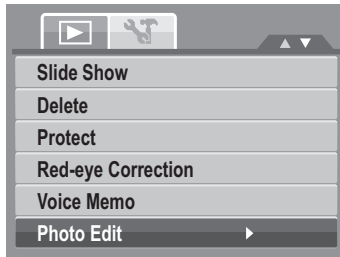 Slide Show
Delete
Protect
Red-eye Correction
Voice Memo
Photo Edit